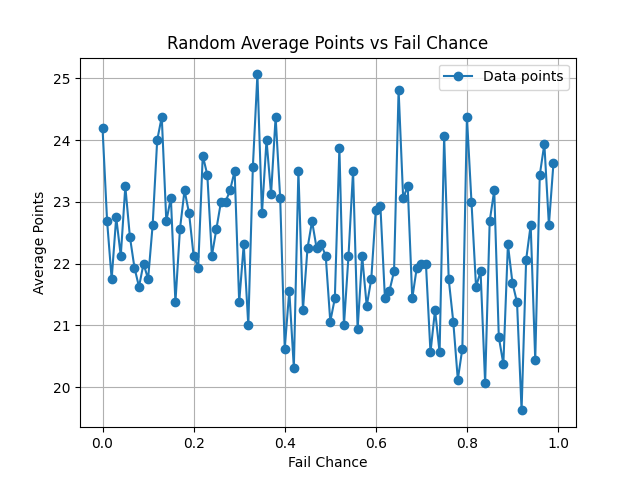 Random Average Points vs Fail Chance
Data points
25
24
23
22
21
20
Average Points
0.0 0.2 0.4 0.6 0.8 1.0
Fail Chance